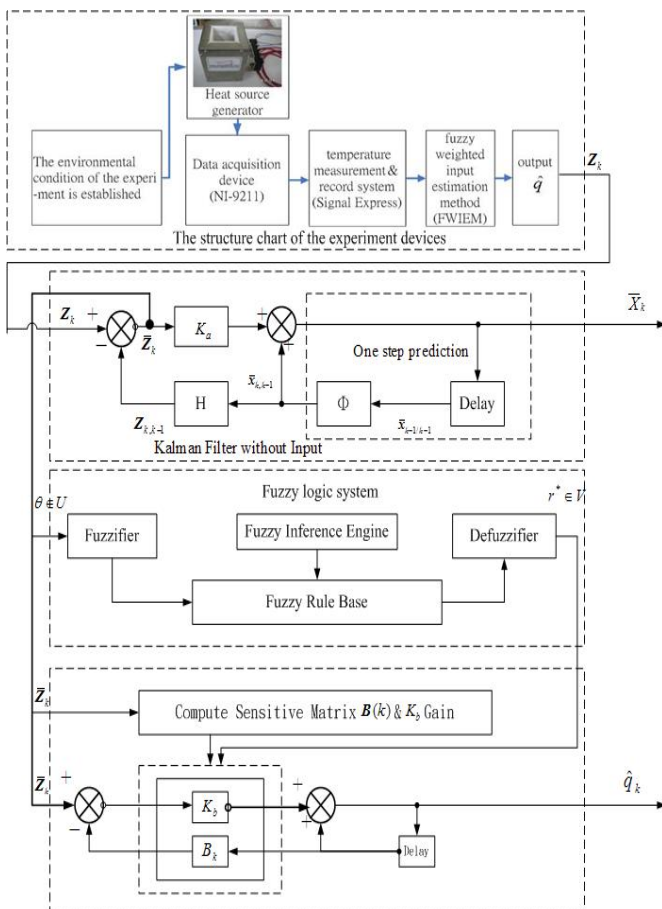 Heat source
generator
The environmental
condition of the experi
-ment is established
Data acquisition
device
(NI-9211)
temperature
measurement &
record system
(Signal Express)
fuzzy
weighted
input
estimation
method
(FWIEM)
output
q̂
Z_k
The structure chart of the experiment devices
Z_k
+
−
Z̄_k
K_a
+
+
X̄_k
One step prediction
H
x̄_{k,k-1}
Φ
Delay
Z_{k,k-1}
x̄_{k-1/k-1}
Kalman Filter without Input
Fuzzy logic system
θ ∈ U
r* ∈ V
Fuzzifier
Fuzzy Inference Engine
Defuzzifier
Fuzzy Rule Base
Z̄_k
Compute Sensitive Matrix B(k) & K_b Gain
Z̄_k
+
−
K_b
+
+
q̂_k
B_k
Delay